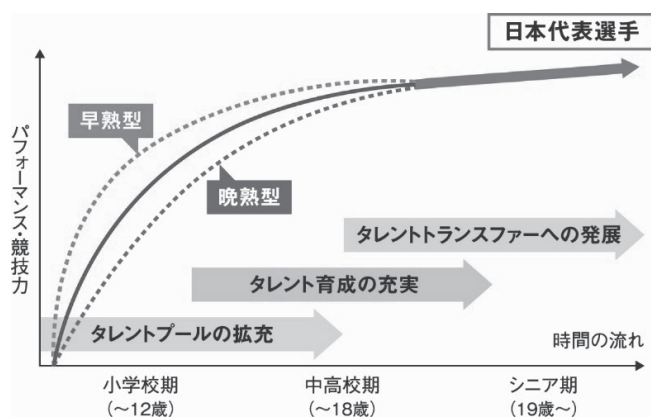 日本代表選手
パフォーマンス・競技力
早熟型
晩熟型
タレントトランスファーへの発展
タレント育成の充実
タレントプールの拡充
時間の流れ
小学校期
（～12歳）
中高校期
（～18歳）
シニア期
（19歳～）